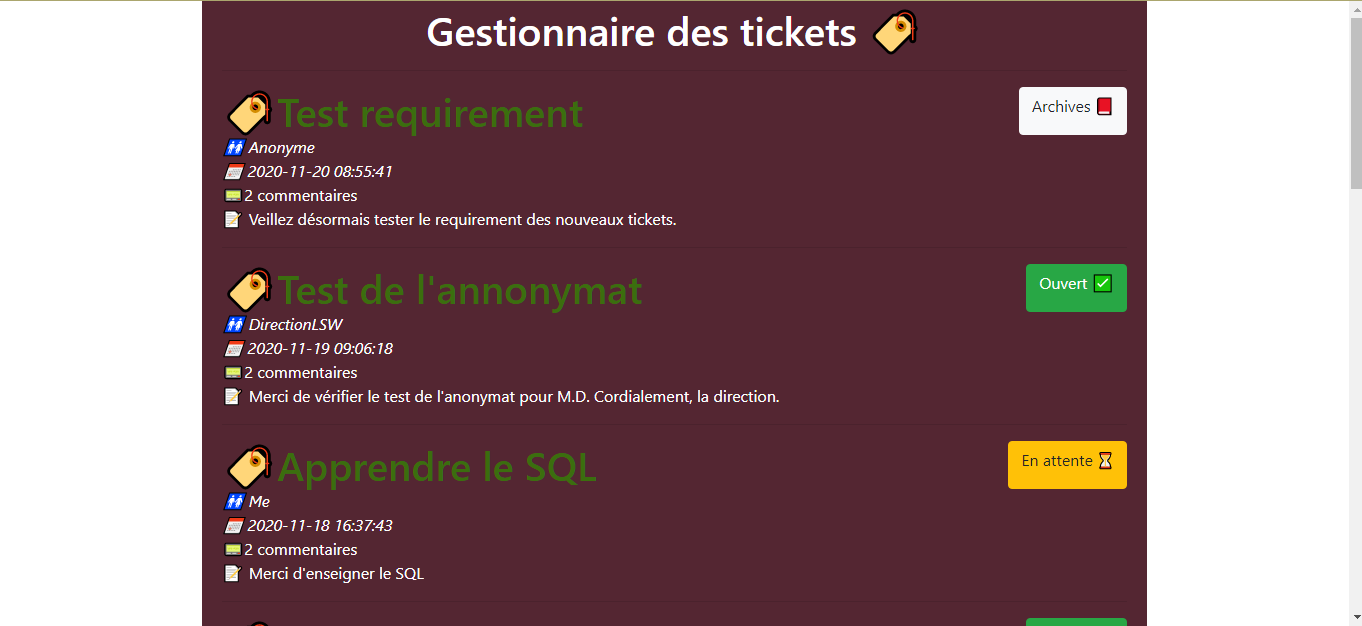 Gestionnaire des tickets
Test requirement
Archives
Anonyme
2020-11-20 08:55:41
2 commentaires
Veillez désormais tester le requirement des nouveaux tickets.
Test de l'annonymat
Ouvert
DirectionLSW
2020-11-19 09:06:18
2 commentaires
Merci de vérifier le test de l'anonymat pour M.D. Cordialement, la direction.
Apprendre le SQL
En attente
Me
2020-11-18 16:37:43
2 commentaires
Merci d'enseigner le SQL